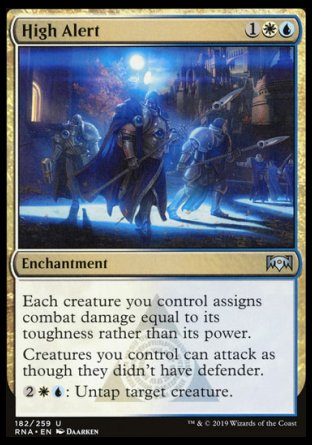 High Alert 1
Enchantment
Each creature you control assigns
combat damage equal to its
toughness rather than its power.
Creatures you can control attack as
though they didn't have defender.
2 : Untap target creature.
182/259 U
RNA • EN Daarken
™ & © 2019 Wizards of the Coast